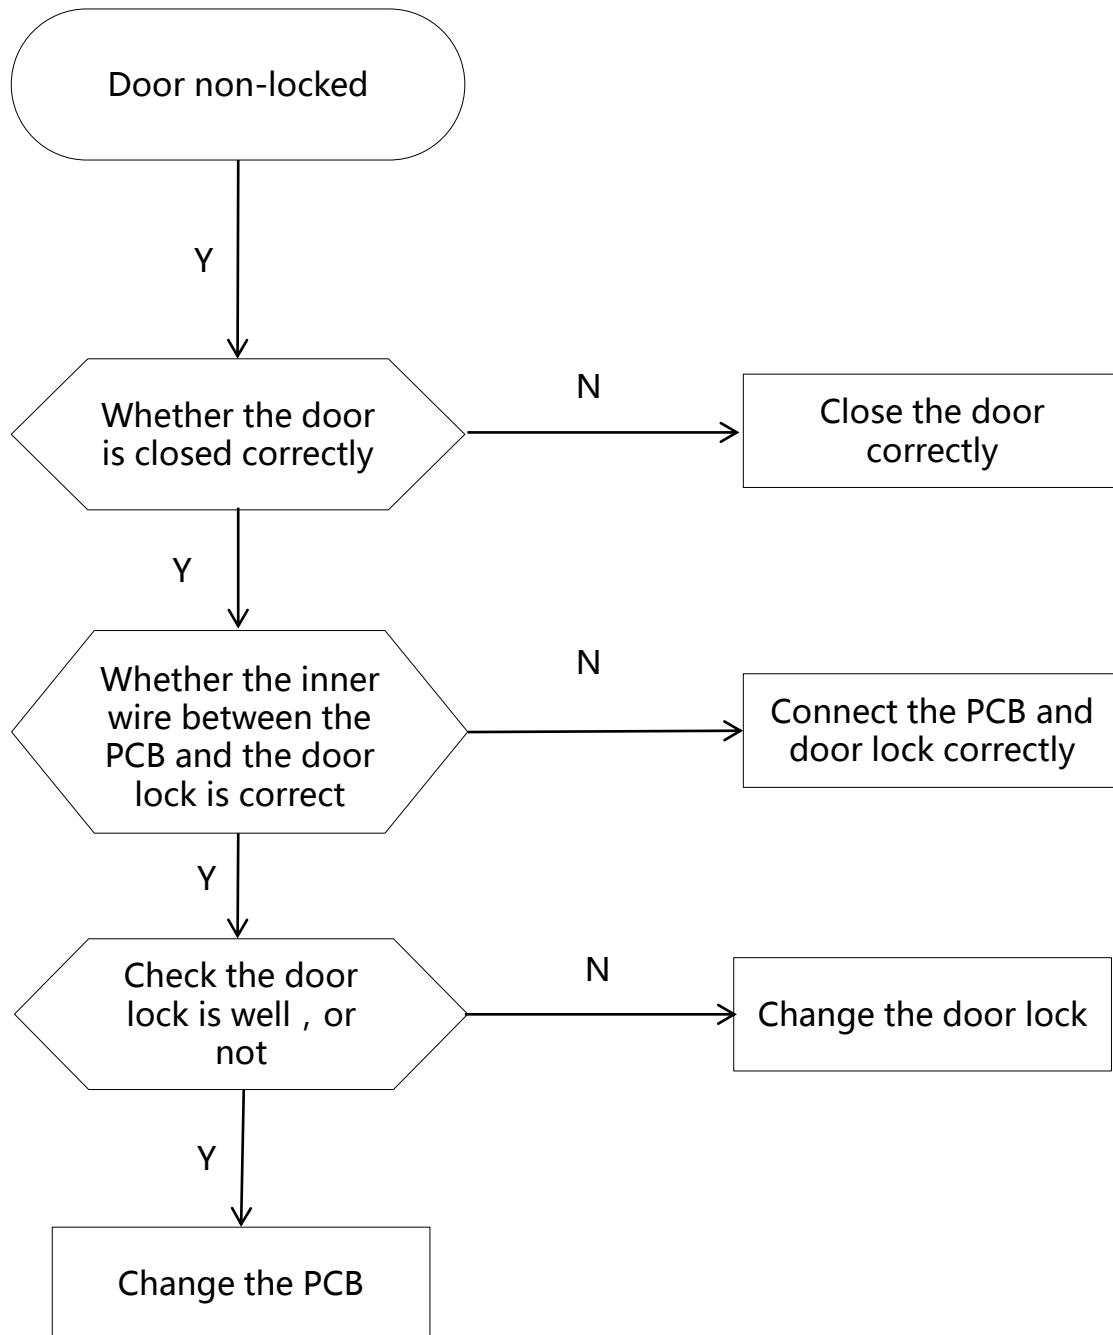 Door non-locked
Y
Whether the door
is closed correctly
N
Close the door
correctly
Y
Whether the inner
wire between the
PCB and the door
lock is correct
N
Connect the PCB and
door lock correctly
Y
Check the door
lock is well , or
not
N
Change the door lock
Y
Change the PCB